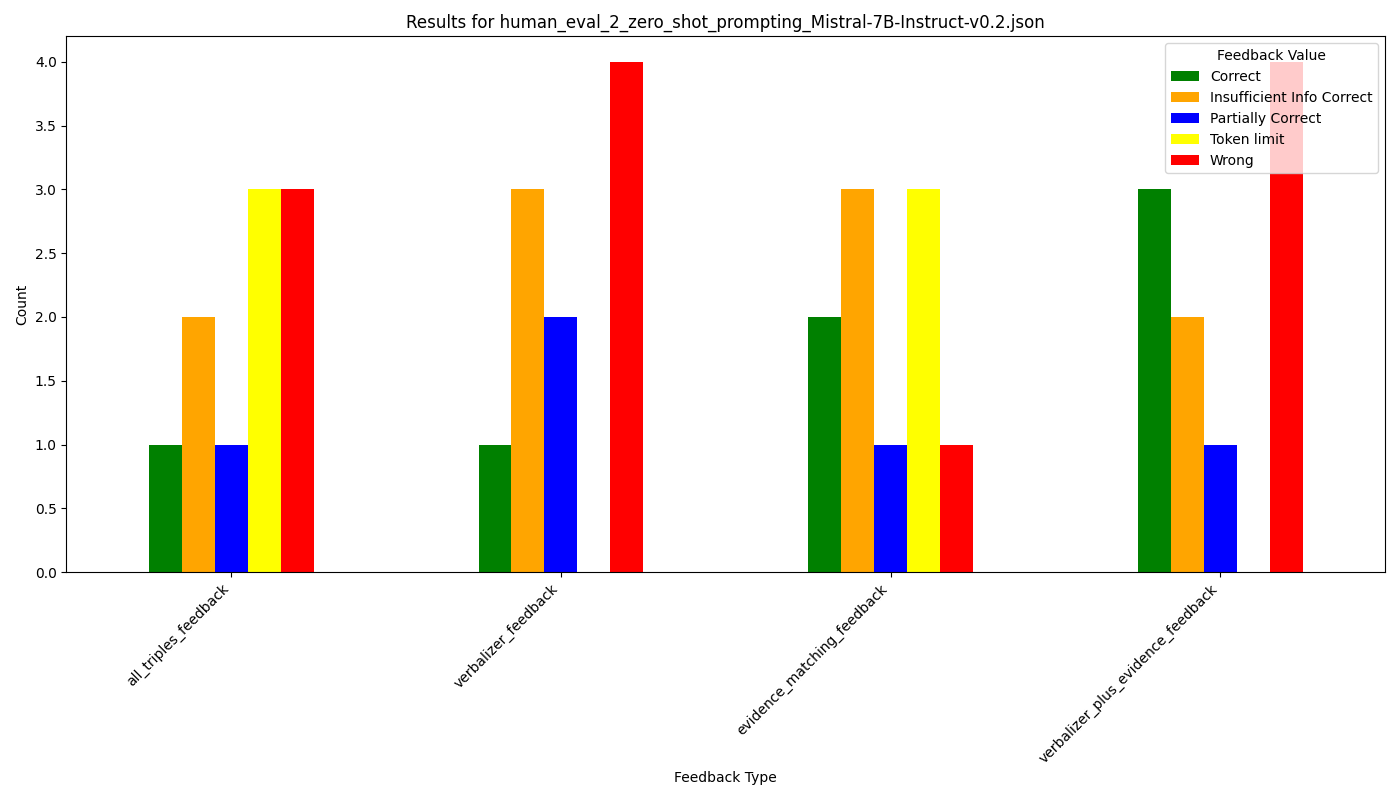 Results for human_eval_2_zero_shot_prompting_Mistral-7B-Instruct-v0.2.json
Feedback Value
Correct
Insufficient Info Correct
Partially Correct
Token limit
Wrong
Count
4.0
3.5
3.0
2.5
2.0
1.5
1.0
0.5
0.0
all_triples_feedback
verbalizer_feedback
evidence_matching_feedback
verbalizer_plus_evidence_feedback
Feedback Type